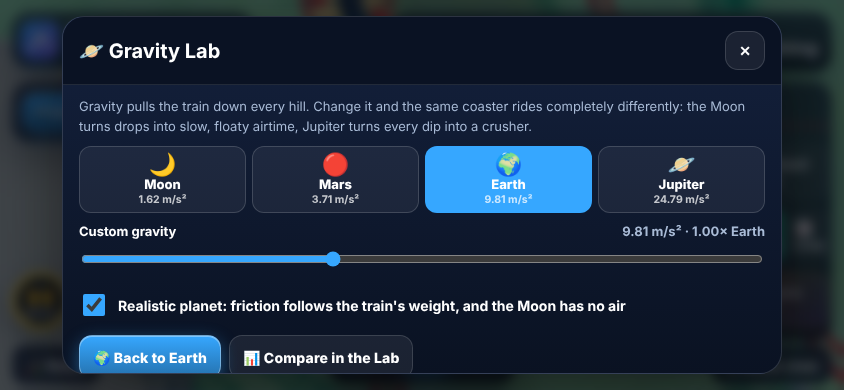 🪐 Gravity Lab
×
Gravity pulls the train down every hill. Change it and the same coaster rides completely differently: the Moon
turns drops into slow, floaty airtime, Jupiter turns every dip into a crusher.
Moon
1.62 m/s²
Mars
3.71 m/s²
Earth
9.81 m/s²
Jupiter
24.79 m/s²
Custom gravity
9.81 m/s² · 1.00× Earth
Realistic planet: friction follows the train's weight, and the Moon has no air
🌍 Back to Earth
📊 Compare in the Lab